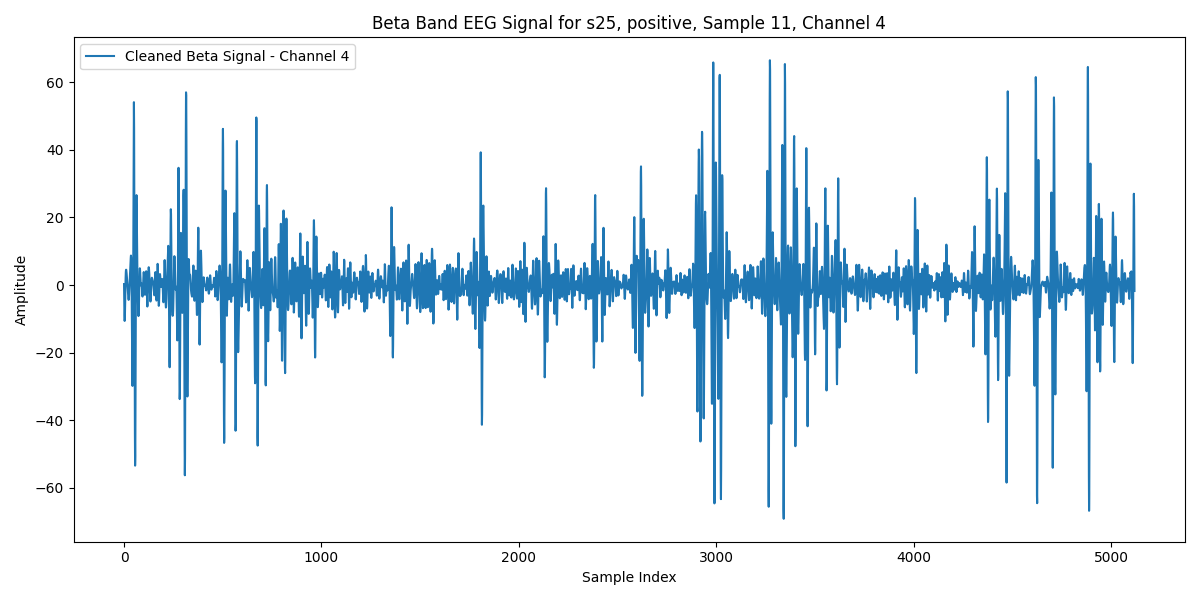 Beta Band EEG Signal for s25, positive, Sample 11, Channel 4
Cleaned Beta Signal - Channel 4
Amplitude
60
40
20
0
−20
−40
−60
0 1000 2000 3000 4000 5000
Sample Index